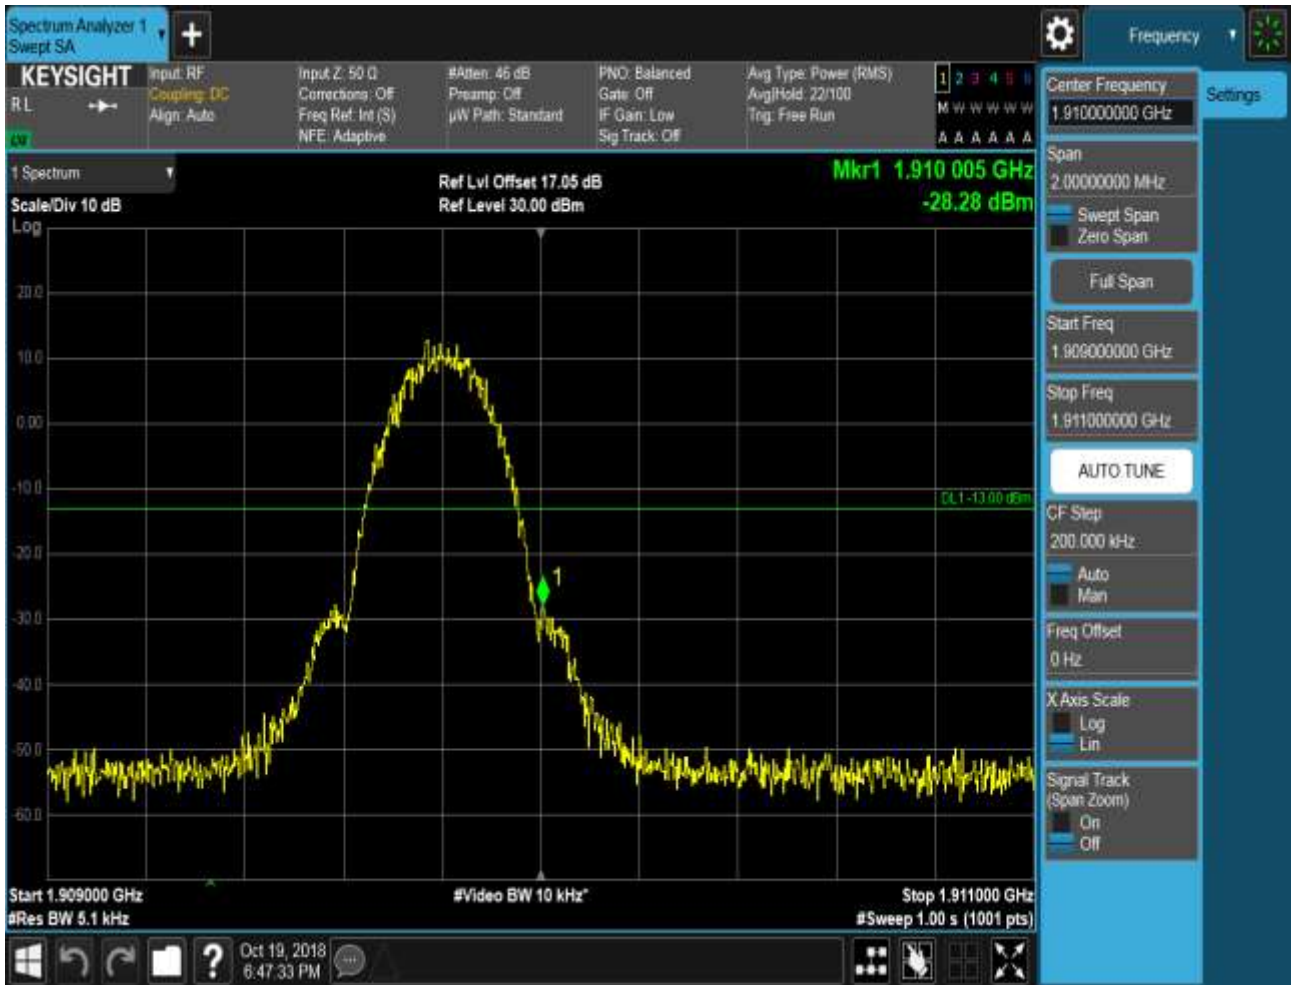 Spectrum Analyzer 1
Swept SA
Frequency
KEYSIGHT
RL
Input: RF
Coupling: DC
Align: Auto
Input Z: 50 Ω
Corrections: Off
Freq Ref: Int (S)
NFE: Adaptive
#Atten: 46 dB
Preamp: Off
µW Path: Standard
PNO: Balanced
Gate: Off
IF Gain: Low
Sig Track: Off
Avg Type: Power (RMS)
Avg|Hold: 22/100
Trig: Free Run
1 2 3 4 5 6
M W W W W W
A A A A A A
LXI
1 Spectrum
Scale/Div 10 dB
Log
Ref Lvl Offset 17.05 dB
Ref Level 30.00 dBm
Mkr1 1.910 005 GHz
-28.28 dBm
20.0
10.0
0.00
-10.0
-20.0
-30.0
-40.0
-50.0
-60.0
DL1 -13.00 dBm
1
Start 1.909000 GHz
#Res BW 5.1 kHz
#Video BW 10 kHz*
Stop 1.911000 GHz
#Sweep 1.00 s (1001 pts)
Oct 19, 2018
6:47:33 PM
Center Frequency
1.910000000 GHz
Settings
Span
2.00000000 MHz
Swept Span
Zero Span
Full Span
Start Freq
1.909000000 GHz
Stop Freq
1.911000000 GHz
AUTO TUNE
CF Step
200.000 kHz
Auto
Man
Freq Offset
0 Hz
X Axis Scale
Log
Lin
Signal Track
(Span Zoom)
On
Off